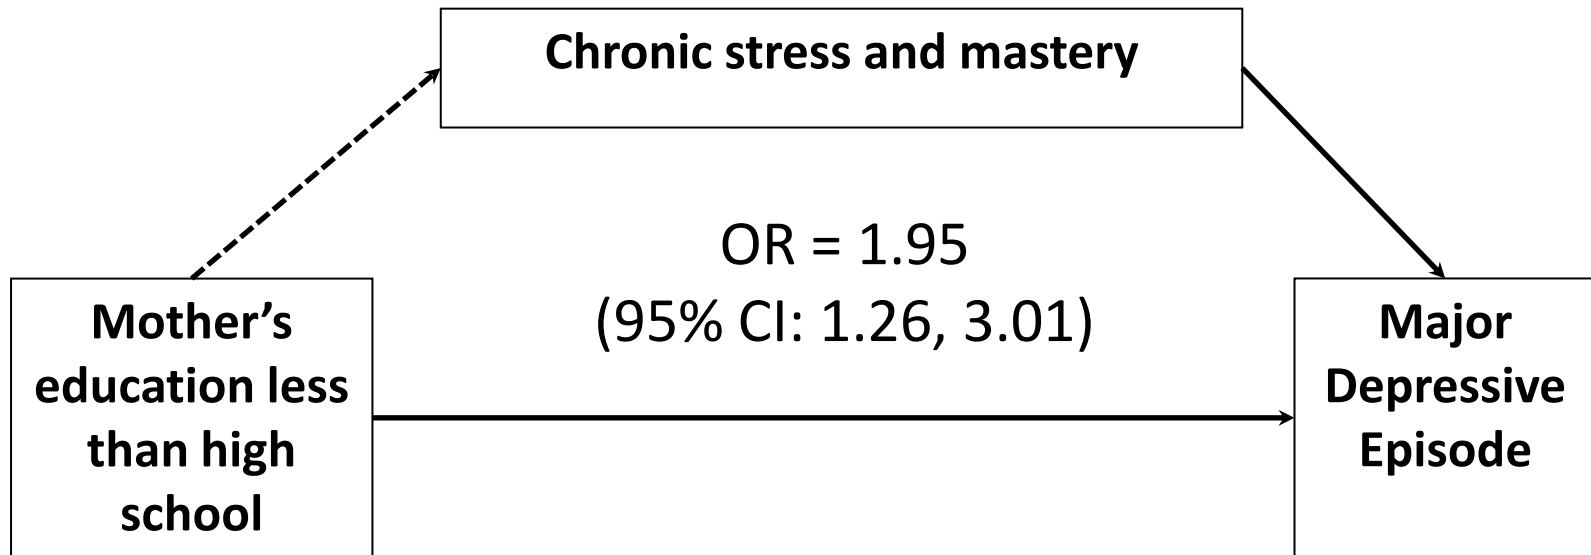 Chronic stress and mastery
OR = 1.95
(95% CI: 1.26, 3.01)
Mother’s
education less
than high
school
Major
Depressive
Episode